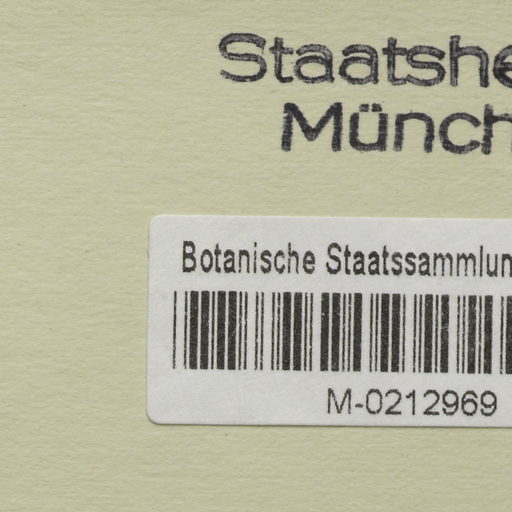 Staatshe
Münch
Botanische Staatssammlun
M-0212969